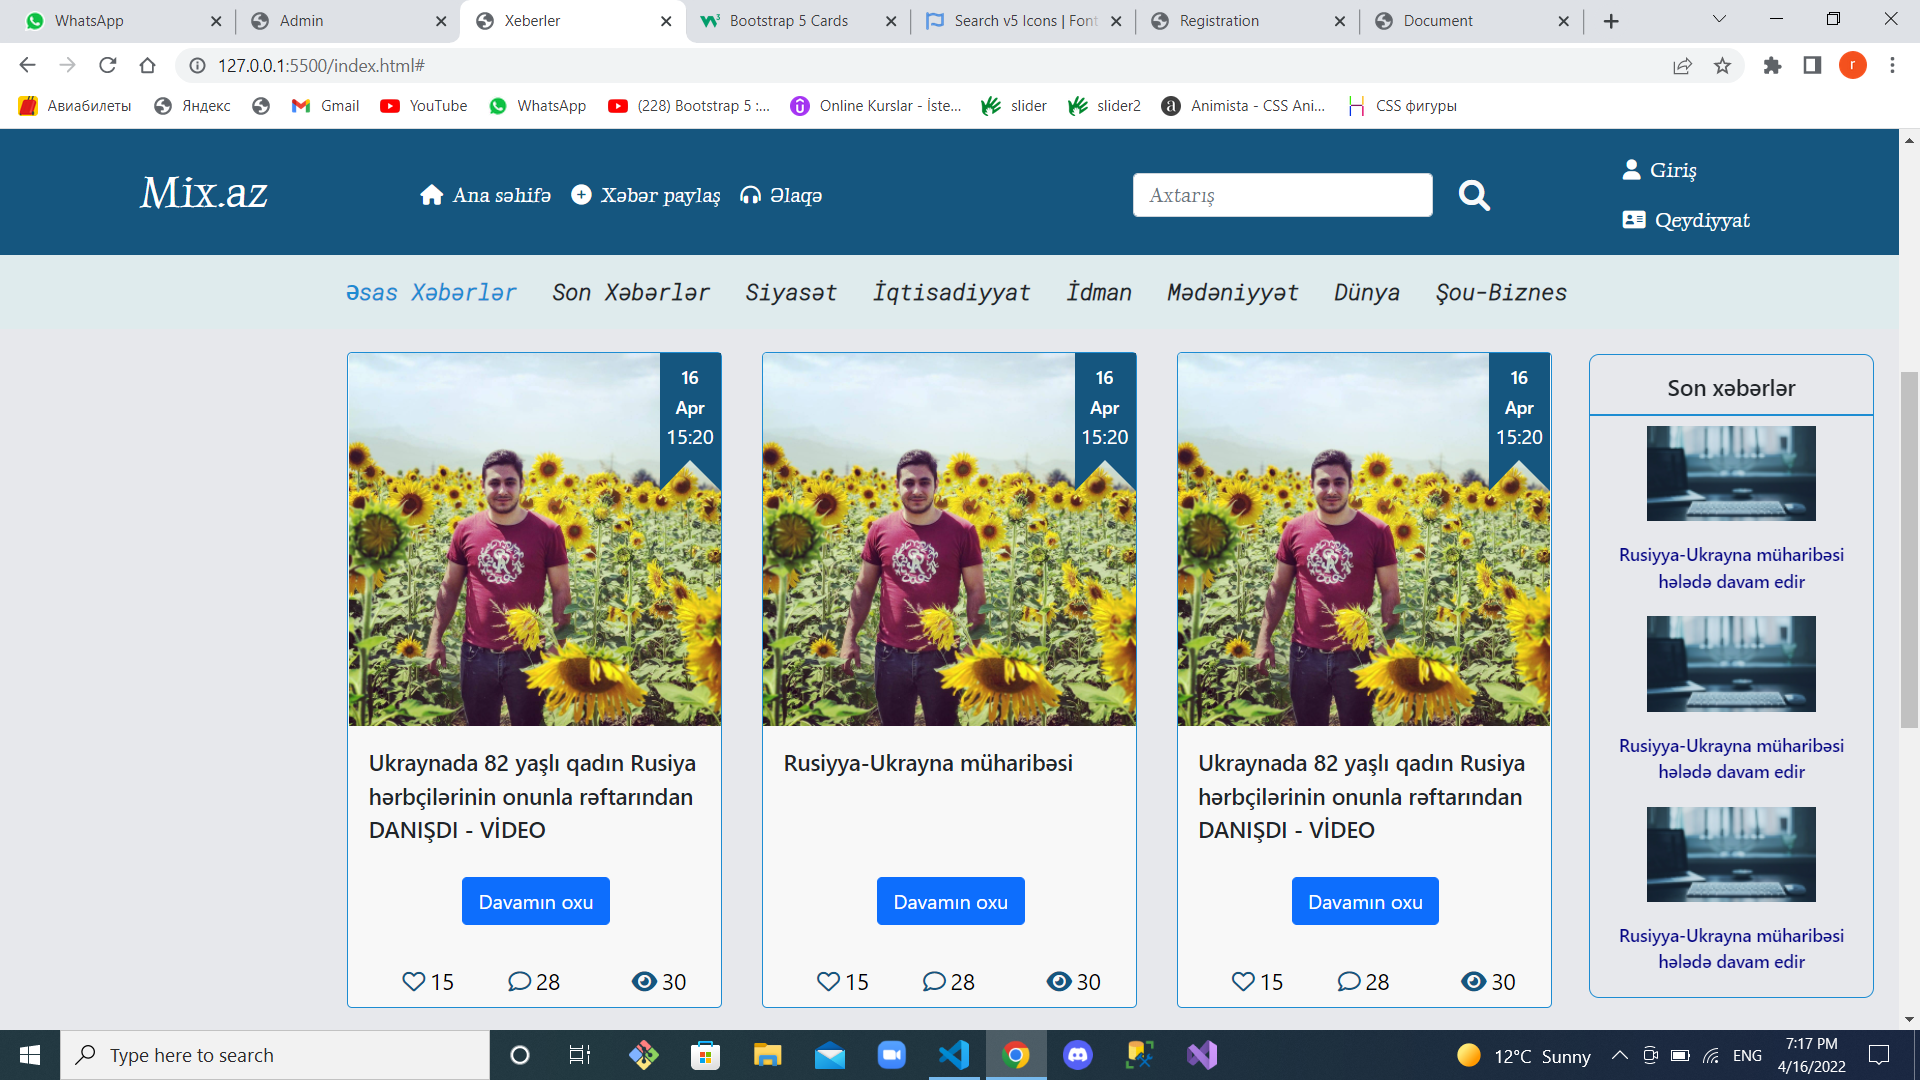 WhatsApp
Admin
Xeberler
Bootstrap 5 Cards
Search v5 Icons | Font
Registration
Document
127.0.0.1:5500/index.html#
r
Авиабилеты
Яндекс
Gmail
YouTube
WhatsApp
(228) Bootstrap 5 :...
Online Kurslar - İste...
slider
slider2
Animista - CSS Ani...
CSS фигуры
Mix.az
Ana səhifə
Xəbər paylaş
Əlaqə
Axtarış
Giriş
Qeydiyyat
Əsas Xəbərlər
Son Xəbərlər
Siyasət
İqtisadiyyat
İdman
Mədəniyyət
Dünya
Şou-Biznes
16
Apr
15:20
Ukraynada 82 yaşlı qadın Rusiya
hərbçilərinin onunla rəftarından
DANIŞDI - VİDEO
Davamın oxu
15
28
30
16
Apr
15:20
Rusiyya-Ukrayna müharibəsi
Davamın oxu
15
28
30
16
Apr
15:20
Ukraynada 82 yaşlı qadın Rusiya
hərbçilərinin onunla rəftarından
DANIŞDI - VİDEO
Davamın oxu
15
28
30
Son xəbərlər
Rusiyya-Ukrayna müharibəsi
hələdə davam edir
Rusiyya-Ukrayna müharibəsi
hələdə davam edir
Rusiyya-Ukrayna müharibəsi
hələdə davam edir
Type here to search
12°C Sunny
ENG
7:17 PM
4/16/2022